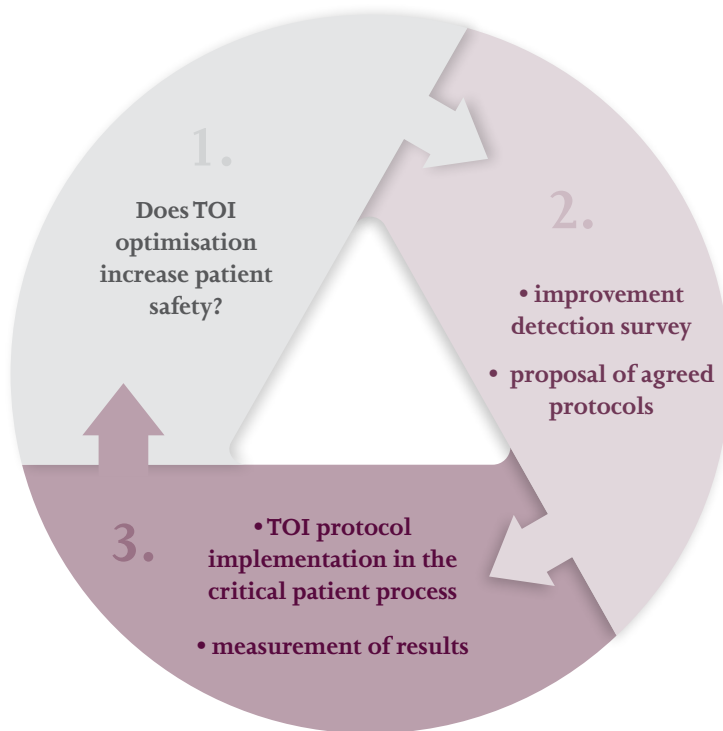 1.
Does TOI
optimisation
increase patient
safety?
2.
• improvement
detection survey
• proposal of agreed
protocols
3.
• TOI protocol
implementation in the
critical patient process
• measurement of results